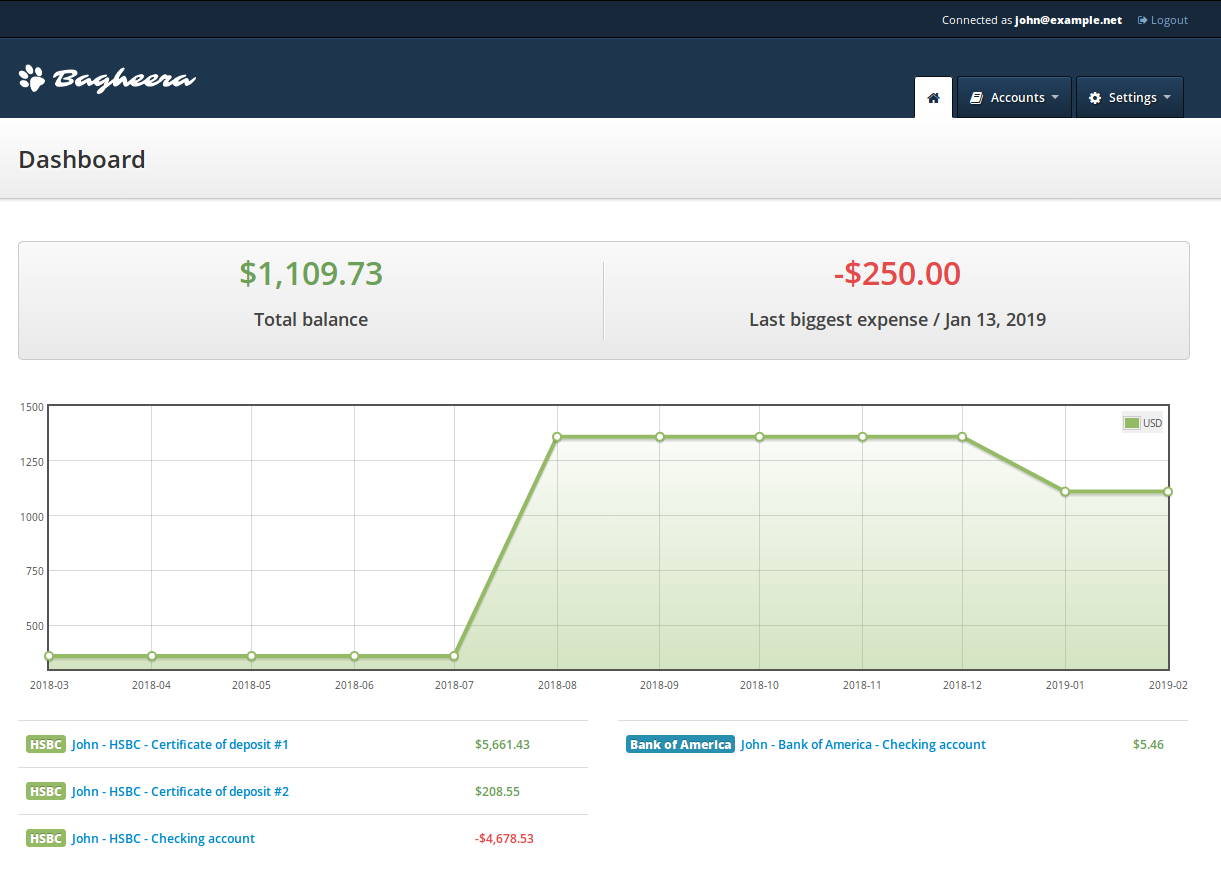 Connected as john@example.net Logout
Bagheera
Accounts Settings
Dashboard
$1,109.73
Total balance
-$250.00
Last biggest expense / Jan 13, 2019
1500
1250
1000
750
500
USD
2018-03 2018-04 2018-05 2018-06 2018-07 2018-08 2018-09 2018-10 2018-11 2018-12 2019-01 2019-02
HSBC John - HSBC - Certificate of deposit #1 $5,661.43
HSBC John - HSBC - Certificate of deposit #2 $208.55
HSBC John - HSBC - Checking account -$4,678.53
Bank of America John - Bank of America - Checking account $5.46